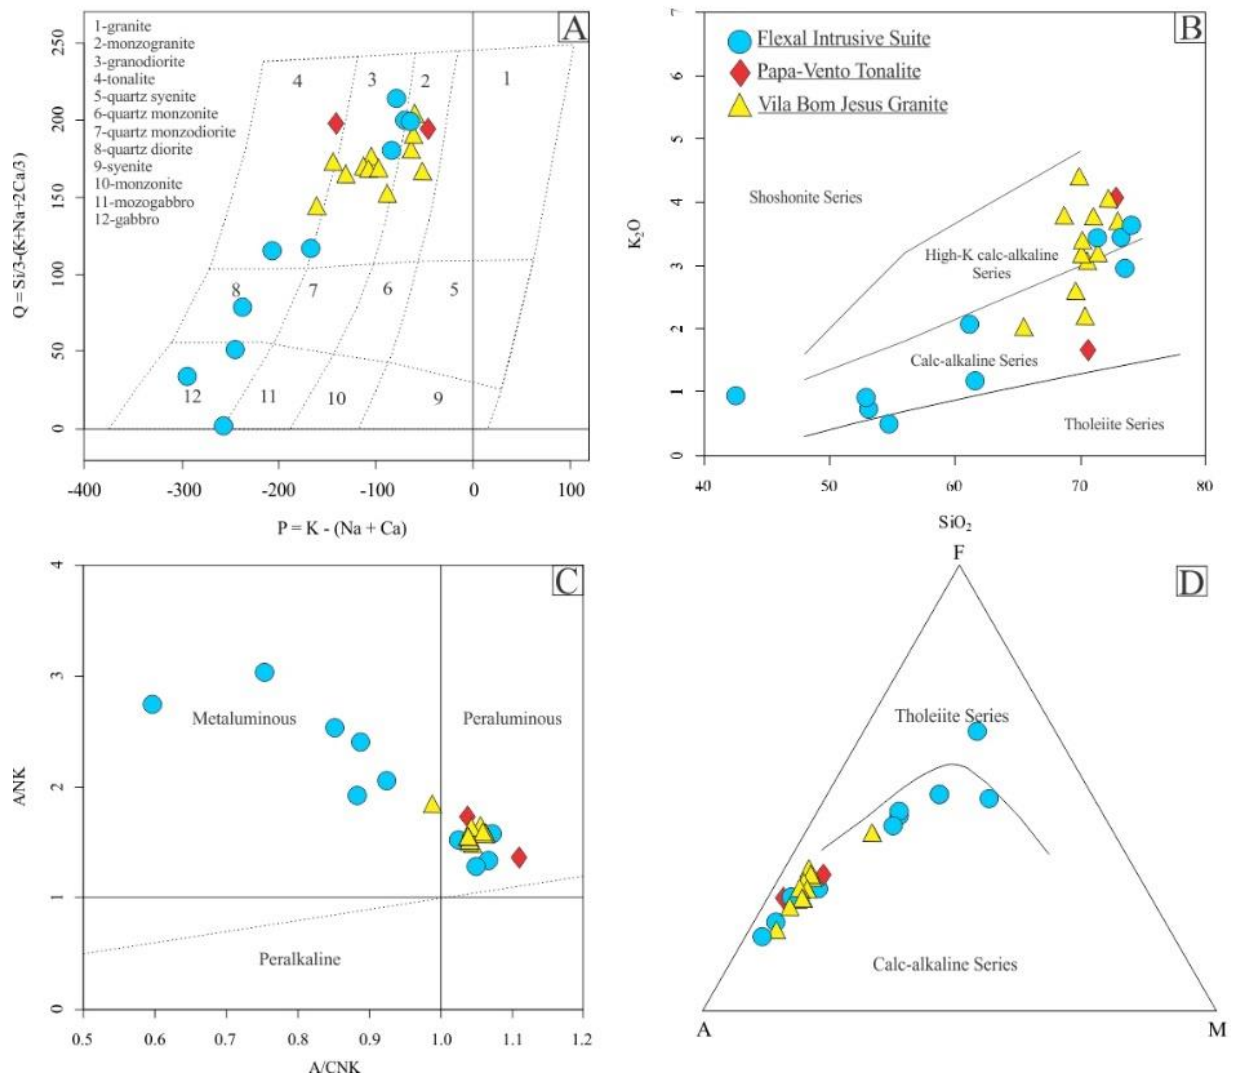 A
1-granite
2-monzogranite
3-granodiorite
4-tonalite
5-quartz syenite
6-quartz monzonite
7-quartz monzodiorite
8-quartz diorite
9-syenite
10-monzonite
11-mozogabbro
12-gabbro
4
3
2
1
8
7
6
5
12
11
10
9
Q = Si/3-(K+Na+2Ca/3)
250
200
150
100
50
0
-400
-300
-200
-100
0
100
P = K - (Na + Ca)
B
Flexal Intrusive Suite
Papa-Vento Tonalite
Vila Bom Jesus Granite
Shoshonite Series
High-K calc-alkaline
Series
Calc-alkaline Series
Tholeiite Series
K2O
7
6
5
4
3
2
1
0
40
50
60
70
80
SiO2
C
Metaluminous
Peraluminous
Peralkaline
A/NK
4
3
2
1
0
0.5
0.6
0.7
0.8
0.9
1.0
1.1
1.2
A/CNK
D
F
Tholeiite Series
Calc-alkaline Series
A
M